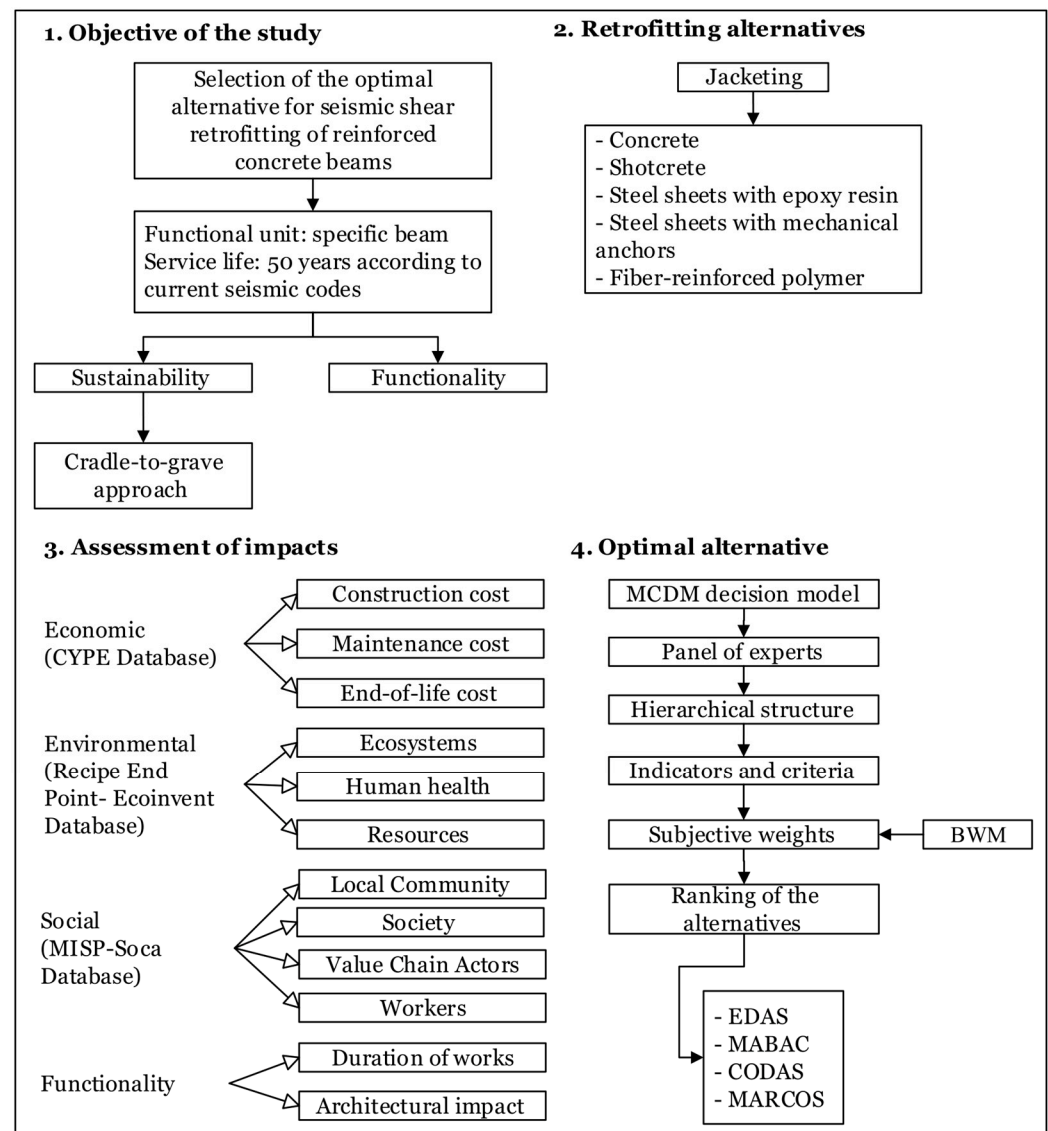 1. Objective of the study
Selection of the optimal
alternative for seismic shear
retrofitting of reinforced
concrete beams
Functional unit: specific beam
Service life: 50 years according to
current seismic codes
Sustainability
Functionality
Cradle-to-grave
approach
2. Retrofitting alternatives
Jacketing
- Concrete
- Shotcrete
- Steel sheets with epoxy resin
- Steel sheets with mechanical
anchors
- Fiber-reinforced polymer
3. Assessment of impacts
Economic
(CYPE Database)
Construction cost
Maintenance cost
End-of-life cost
Environmental
(Recipe End
Point- Ecoinvent
Database)
Ecosystems
Human health
Resources
Social
(MISP-Soca
Database)
Local Community
Society
Value Chain Actors
Workers
Functionality
Duration of works
Architectural impact
4. Optimal alternative
MCDM decision model
Panel of experts
Hierarchical structure
Indicators and criteria
Subjective weights
BWM
Ranking of the
alternatives
- EDAS
- MABAC
- CODAS
- MARCOS